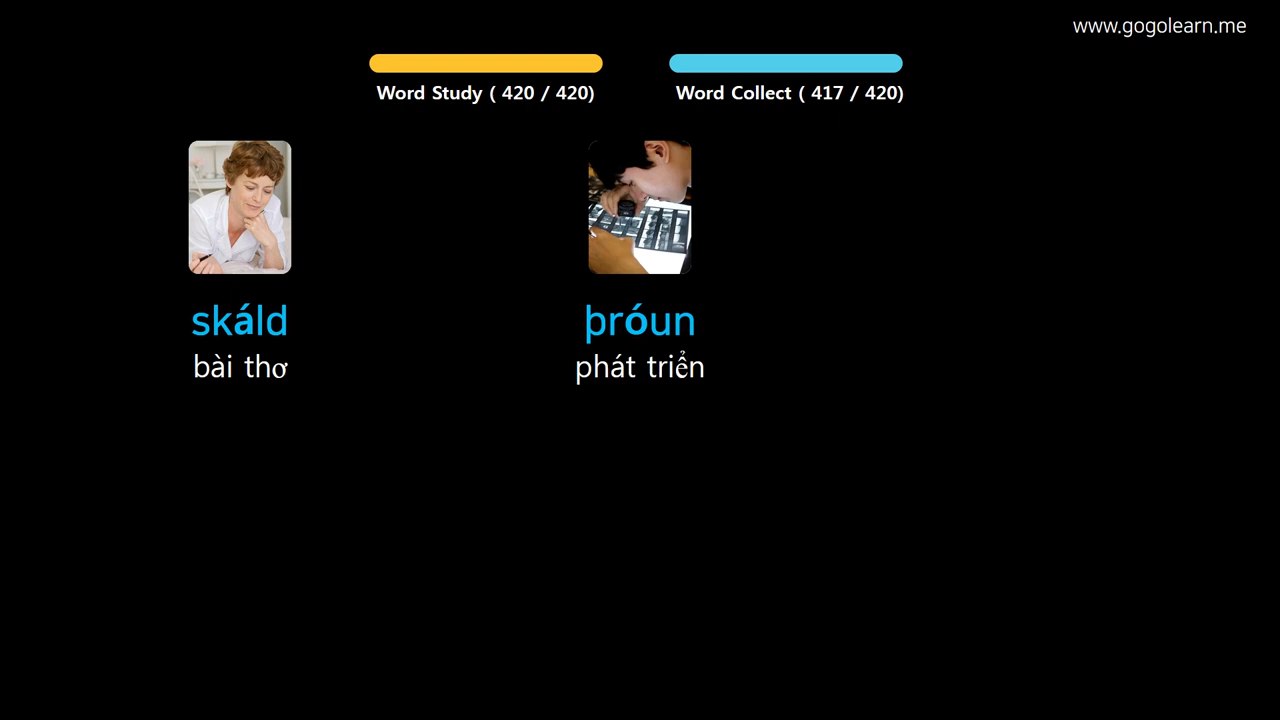 www.gogolearn.me
Word Study ( 420 / 420)
Word Collect ( 417 / 420)
skáld
þróun
bài thơ
phát triển